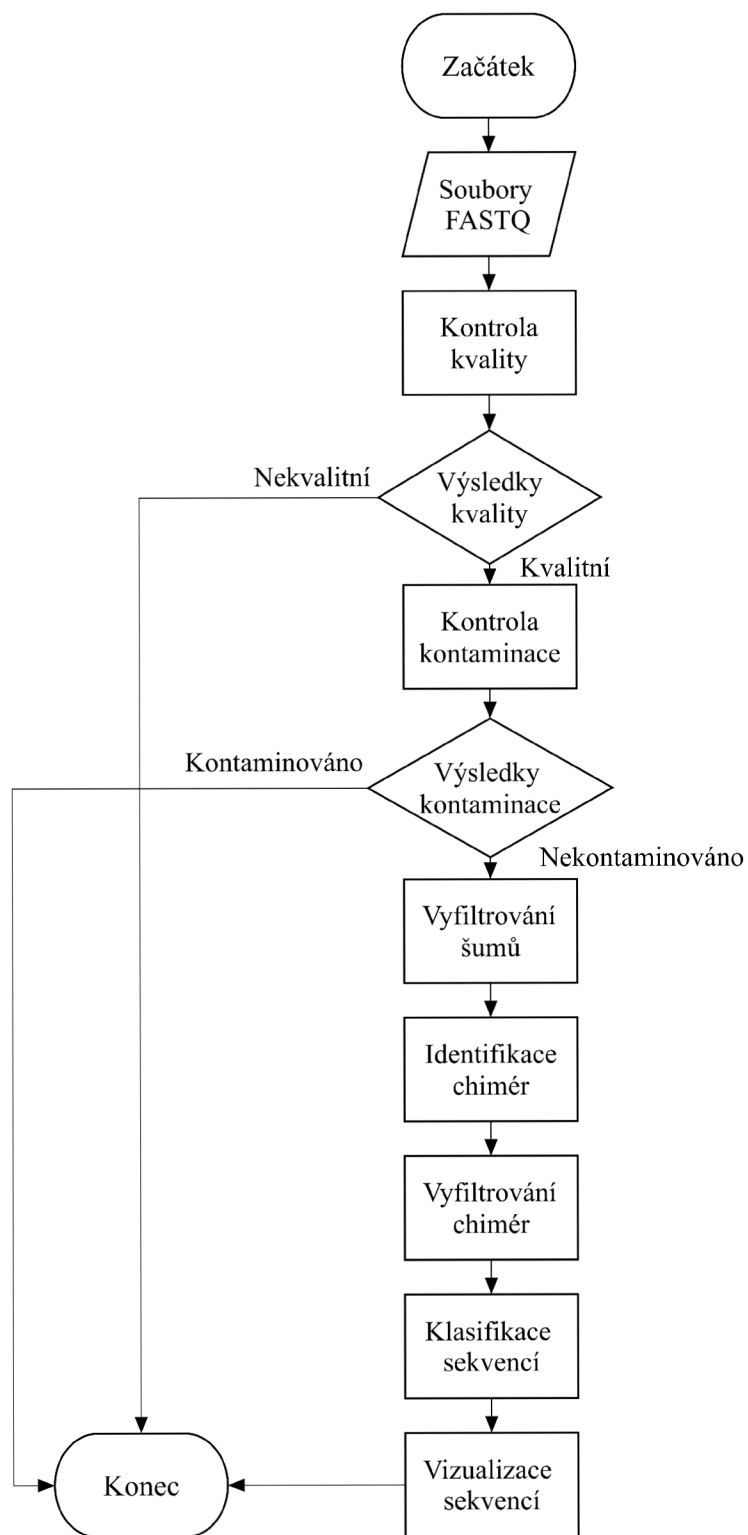 Začátek
Soubory
FASTQ
Kontrola
kvality
Nekvalitní
Výsledky
kvality
Kvalitní
Kontrola
kontaminace
Kontaminováno
Výsledky
kontaminace
Nekontaminováno
Vyfiltrování
šumů
Identifikace
chimér
Vyfiltrování
chimér
Klasifikace
sekvencí
Vizualizace
sekvencí
Konec